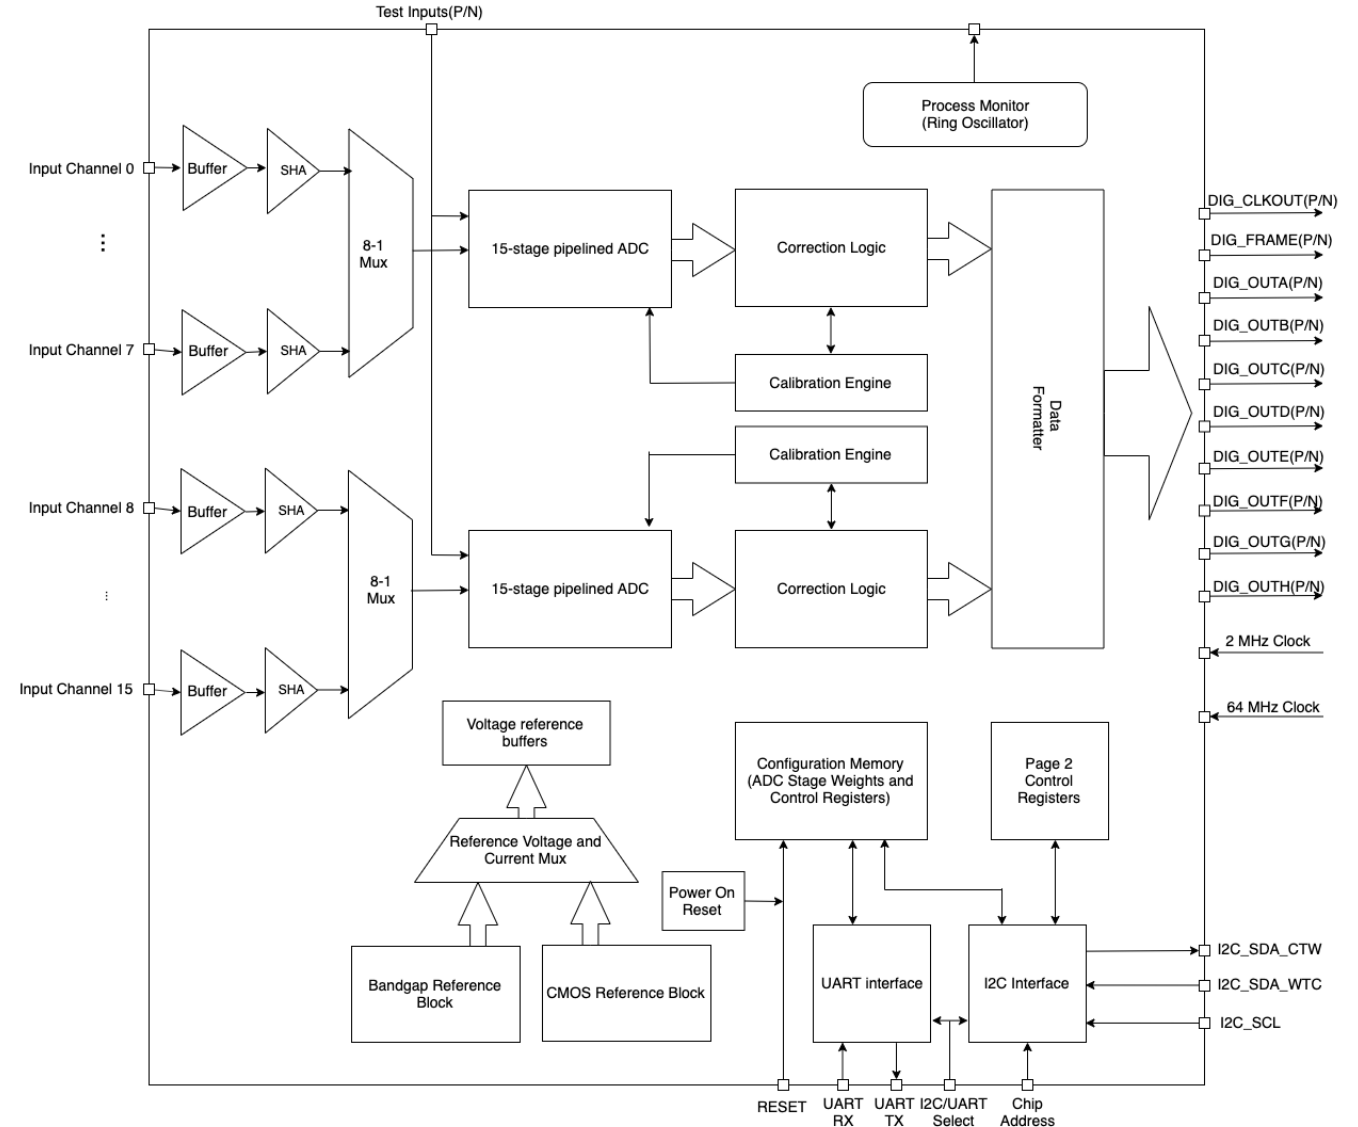 Test Inputs(P/N)
Process Monitor
(Ring Oscillator)
Input Channel 0
Buffer
SHA
8-1
Mux
15-stage pipelined ADC
Correction Logic
DIG_CLKOUT(P/N)
DIG_FRAME(P/N)
DIG_OUTA(P/N)
DIG_OUTB(P/N)
DIG_OUTC(P/N)
DIG_OUTD(P/N)
DIG_OUTE(P/N)
DIG_OUTF(P/N)
DIG_OUTG(P/N)
DIG_OUTH(P/N)
2 MHz Clock
64 MHz Clock
...
Input Channel 7
Buffer
SHA
Calibration Engine
Data
Formatter
Calibration Engine
Input Channel 8
Buffer
SHA
8-1
Mux
15-stage pipelined ADC
Correction Logic
...
Input Channel 15
Buffer
SHA
Voltage reference
buffers
Reference Voltage and
Current Mux
Bandgap Reference
Block
CMOS Reference Block
Configuration Memory
(ADC Stage Weights and
Control Registers)
Page 2
Control
Registers
Power On
Reset
UART interface
I2C Interface
I2C_SDA_CTW
I2C_SDA_WTC
I2C_SCL
RESET
UART
RX
UART
TX
I2C/UART
Select
Chip
Address